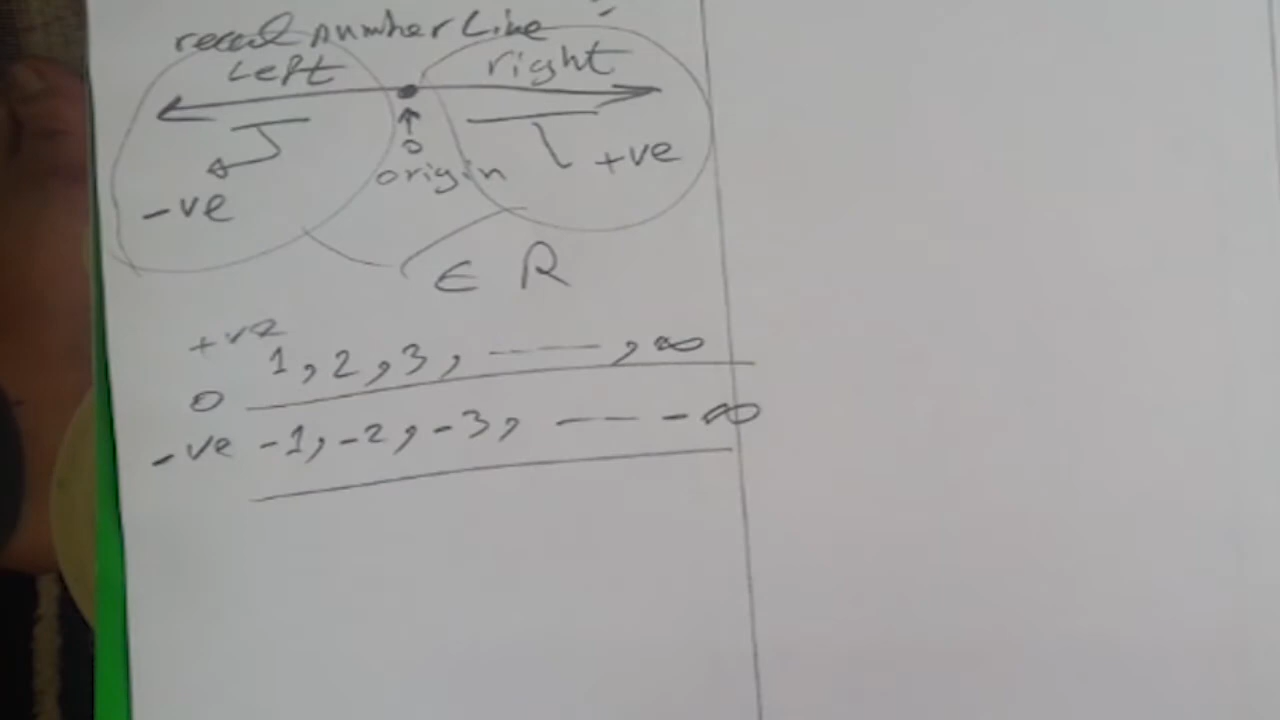 real number Line
Left
right
0
origin
-ve
+ve
∈ R
+ve 1, 2, 3, ——, ∞
0
-ve -1, -2, -3, —— -∞